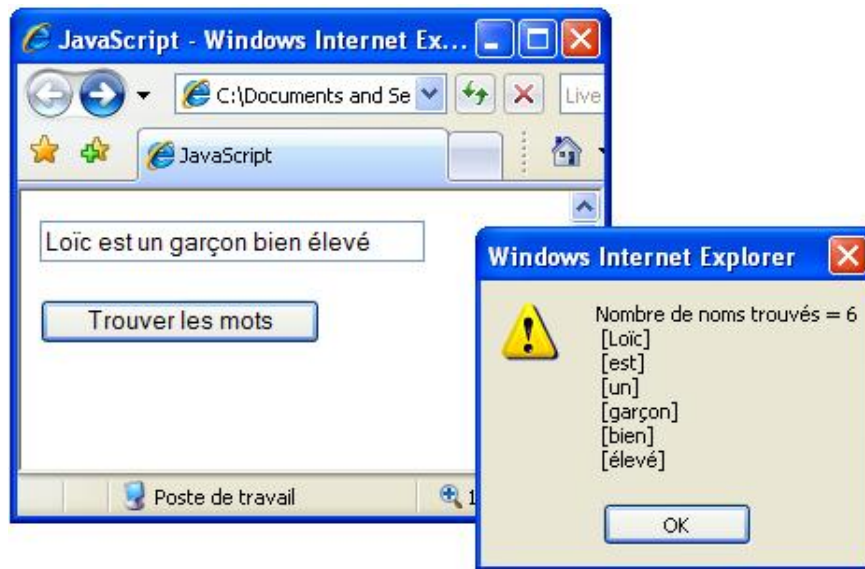 JavaScript - Windows Internet Ex...
C:\Documents and Se
Live
JavaScript
Loïc est un garçon bien élevé
Trouver les mots
Poste de travail
1
Windows Internet Explorer
Nombre de noms trouvés = 6
[Loïc]
[est]
[un]
[garçon]
[bien]
[élevé]
OK